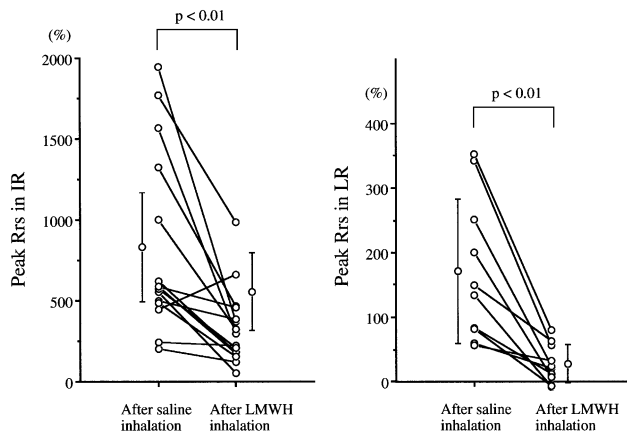 p < 0.01
(%)
2000
1500
1000
500
0
Peak Rrs in IR
After saline
inhalation
After LMWH
inhalation
p < 0.01
(%)
400
300
200
100
0
Peak Rrs in LR
After saline
inhalation
After LMWH
inhalation